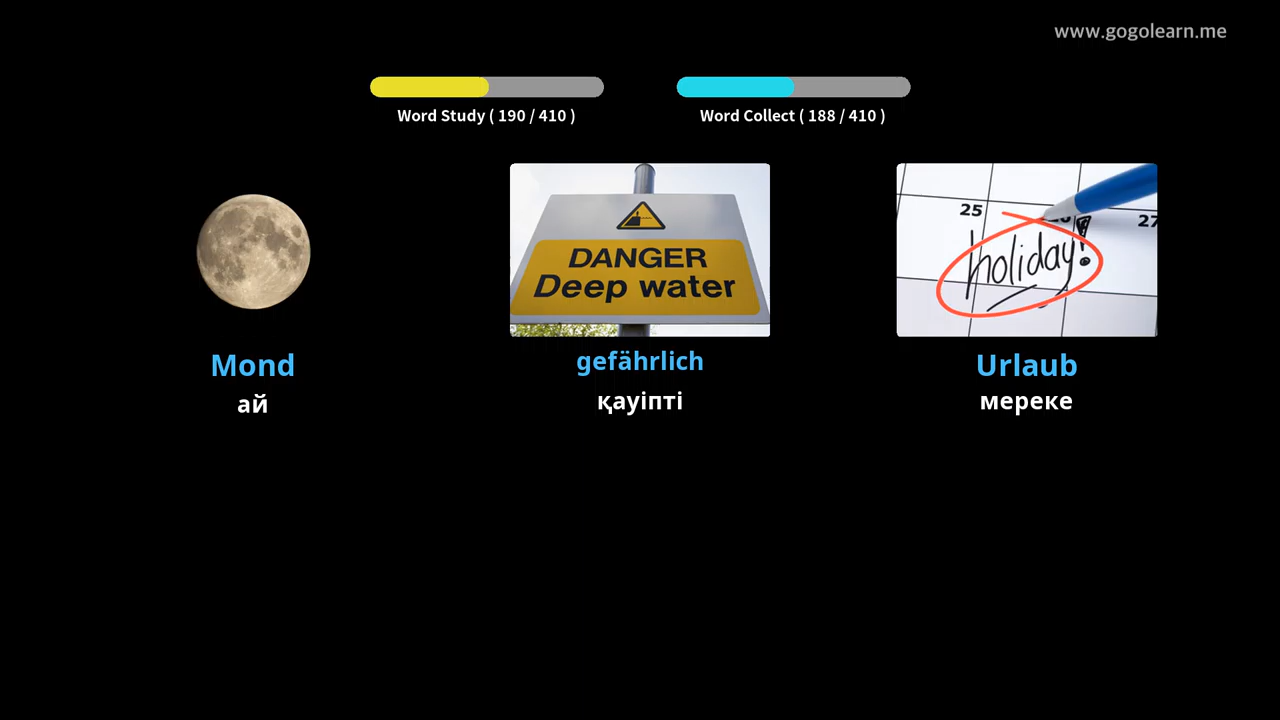 www.gogolearn.me
Word Study ( 190 / 410 )
Word Collect ( 188 / 410 )
DANGER
Deep water
25
27
holiday!
Mond
gefährlich
Urlaub
ай
қауіпті
мереке